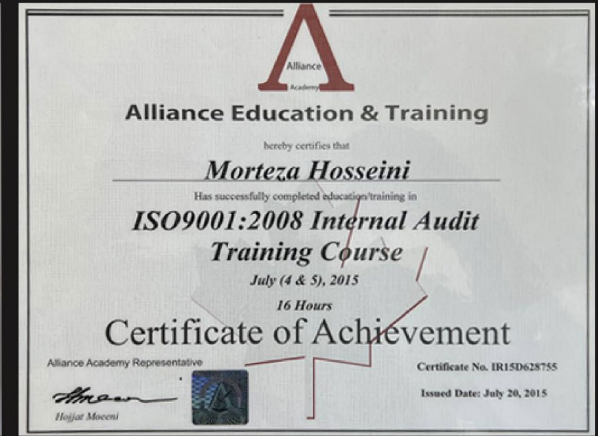 Alliance
Academy
Alliance Education & Training
hereby certifies that
Morteza Hosseini
Has successfully completed education/training in
ISO9001:2008 Internal Audit
Training Course
July (4 & 5), 2015
16 Hours
Certificate of Achievement
Alliance Academy Representative
Hojjat Moeeni
Certificate No. IR15D628755
Issued Date: July 20, 2015